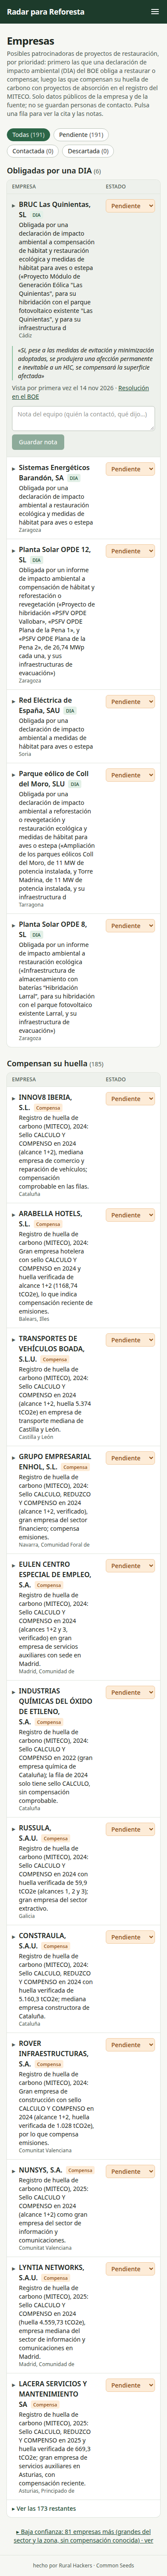 Radar para Reforesta
Empresas
Posibles patrocinadoras de proyectos de restauración,
por prioridad: primero las que una declaración de
impacto ambiental (DIA) del BOE obliga a restaurar o
compensar, luego las que compensan su huella de
carbono con proyectos de absorción en el registro del
MITECO. Solo datos públicos de la empresa y de la
fuente; no se guardan personas de contacto. Pulsa
una fila para ver la cita y las notas.
Todas (191)
Pendiente (191)
Contactada (0)
Descartada (0)
Obligadas por una DIA (6)
EMPRESA ESTADO
▸ BRUC Las Quinientas, Pendiente
SL DIA
Obligada por una
declaración de impacto
ambiental a compensación
de hábitat y restauración
ecológica y medidas de
hábitat para aves o estepa
(«Proyecto Módulo de
Generación Eólica "Las
Quinientas", para su
hibridación con el parque
fotovoltaico existente "Las
Quinientas", y para su
infraestructura d
Cádiz
«Si, pese a las medidas de evitación y minimización
adoptadas, se produjera una afección permanente
e inevitable a un HIC, se compensará la superficie
afectada»
Vista por primera vez el 14 nov 2026 · Resolución
en el BOE
Nota del equipo (quién la contactó, qué dijo…)
Guardar nota
▸ Sistemas Energéticos Pendiente
Barandón, SA DIA
Obligada por una
declaración de impacto
ambiental a restauración
ecológica y medidas de
hábitat para aves o estepa
Zaragoza
▸ Planta Solar OPDE 12, Pendiente
SL DIA
Obligada por un informe
de impacto ambiental a
compensación de hábitat y
reforestación o
revegetación («Proyecto de
hibridación «PSFV OPDE
Vallobar», «PSFV OPDE
Plana de la Pena 1», y
«PSFV OPDE Plana de la
Pena 2», de 26,74 MWp
cada una, y sus
infraestructuras de
evacuación»)
Zaragoza
▸ Red Eléctrica de Pendiente
España, SAU DIA
Obligada por una
declaración de impacto
ambiental a medidas de
hábitat para aves o estepa
Soria
▸ Parque eólico de Coll Pendiente
del Moro, SLU DIA
Obligada por una
declaración de impacto
ambiental a reforestación
o revegetación y
restauración ecológica y
medidas de hábitat para
aves o estepa («Ampliación
de los parques eólicos Coll
del Moro, de 11 MW de
potencia instalada, y Torre
Madrina, de 11 MW de
potencia instalada, y su
infraestructura d
Tarragona
▸ Planta Solar OPDE 8, Pendiente
SL DIA
Obligada por un informe
de impacto ambiental a
restauración ecológica
(«Infraestructura de
almacenamiento con
baterías "Hibridación
Larral", para su hibridación
con el parque fotovoltaico
existente Larral, y su
infraestructura de
evacuación»)
Zaragoza
Compensan su huella (185)
EMPRESA ESTADO
▸ INNOV8 IBERIA, Pendiente
S.L. Compensa
Registro de huella de
carbono (MITECO), 2024:
Sello CALCULO Y
COMPENSO en 2024
(alcance 1+2), mediana
empresa de comercio y
reparación de vehículos;
compensación
comprobable en las filas.
Cataluña
▸ ARABELLA HOTELS, Pendiente
S.L. Compensa
Registro de huella de
carbono (MITECO), 2024:
Gran empresa hotelera
con sello CALCULO Y
COMPENSO en 2024 y
huella verificada de
alcance 1+2 (1168,74
tCO2e), lo que indica
compensación reciente de
emisiones.
Balears, Illes
▸ TRANSPORTES DE Pendiente
VEHÍCULOS BOADA,
S.L.U. Compensa
Registro de huella de
carbono (MITECO), 2024:
Sello CALCULO Y
COMPENSO en 2024
(alcance 1+2, huella 5.374
tCO2e) en empresa de
transporte mediana de
Castilla y León.
Castilla y León
▸ GRUPO EMPRESARIAL Pendiente
ENHOL, S.L. Compensa
Registro de huella de
carbono (MITECO), 2024:
Sello CALCULO, REDUZCO
Y COMPENSO en 2024
(alcance 1+2, verificado),
gran empresa del sector
financiero; compensa
emisiones.
Navarra, Comunidad Foral de
▸ EULEN CENTRO Pendiente
ESPECIAL DE EMPLEO,
S.A. Compensa
Registro de huella de
carbono (MITECO), 2024:
Sello CALCULO Y
COMPENSO en 2024
(alcances 1+2 y 3,
verificado) en gran
empresa de servicios
auxiliares con sede en
Madrid.
Madrid, Comunidad de
▸ INDUSTRIAS Pendiente
QUÍMICAS DEL ÓXIDO
DE ETILENO,
S.A. Compensa
Registro de huella de
carbono (MITECO), 2024:
Sello CALCULO Y
COMPENSO en 2022 (gran
empresa química de
Cataluña); la fila de 2024
solo tiene sello CALCULO,
sin compensación
comprobable.
Cataluña
▸ RUSSULA, Pendiente
S.A.U. Compensa
Registro de huella de
carbono (MITECO), 2024:
Sello CALCULO Y
COMPENSO en 2024 con
huella verificada de 59,9
tCO2e (alcances 1, 2 y 3);
gran empresa del sector
extractivo.
Galicia
▸ CONSTRAULA, Pendiente
S.A.U. Compensa
Registro de huella de
carbono (MITECO), 2024:
Sello CALCULO, REDUZCO
Y COMPENSO en 2024 con
huella verificada de
5.160,3 tCO2e; mediana
empresa constructora de
Cataluña.
Cataluña
▸ ROVER Pendiente
INFRAESTRUCTURAS,
S.A. Compensa
Registro de huella de
carbono (MITECO), 2024:
Gran empresa de
construcción con sello
CALCULO Y COMPENSO en
2024 (alcance 1+2, huella
verificada de 1.028 tCO2e),
por lo que compensa
emisiones.
Comunitat Valenciana
▸ NUNSYS, S.A. Compensa Pendiente
Registro de huella de
carbono (MITECO), 2025:
Sello CALCULO Y
COMPENSO en 2024
(alcance 1+2) como gran
empresa del sector de
información y
comunicaciones.
Comunitat Valenciana
▸ LYNTIA NETWORKS, Pendiente
S.A.U. Compensa
Registro de huella de
carbono (MITECO), 2025:
Sello CALCULO Y
COMPENSO en 2024
(huella 4.559,73 tCO2e),
empresa mediana del
sector de información y
comunicaciones en
Madrid.
Madrid, Comunidad de
▸ LACERA SERVICIOS Y Pendiente
MANTENIMIENTO
SA Compensa
Registro de huella de
carbono (MITECO), 2025:
Sello CALCULO, REDUZCO
Y COMPENSO en 2025 y
huella verificada de 669,3
tCO2e; gran empresa de
servicios auxiliares en
Asturias, con
compensación reciente.
Asturias, Principado de
▸ Ver las 173 restantes
▸ Baja confianza: 81 empresas más (grandes del
sector y la zona, sin compensación conocida) · ver
hecho por Rural Hackers · Common Seeds